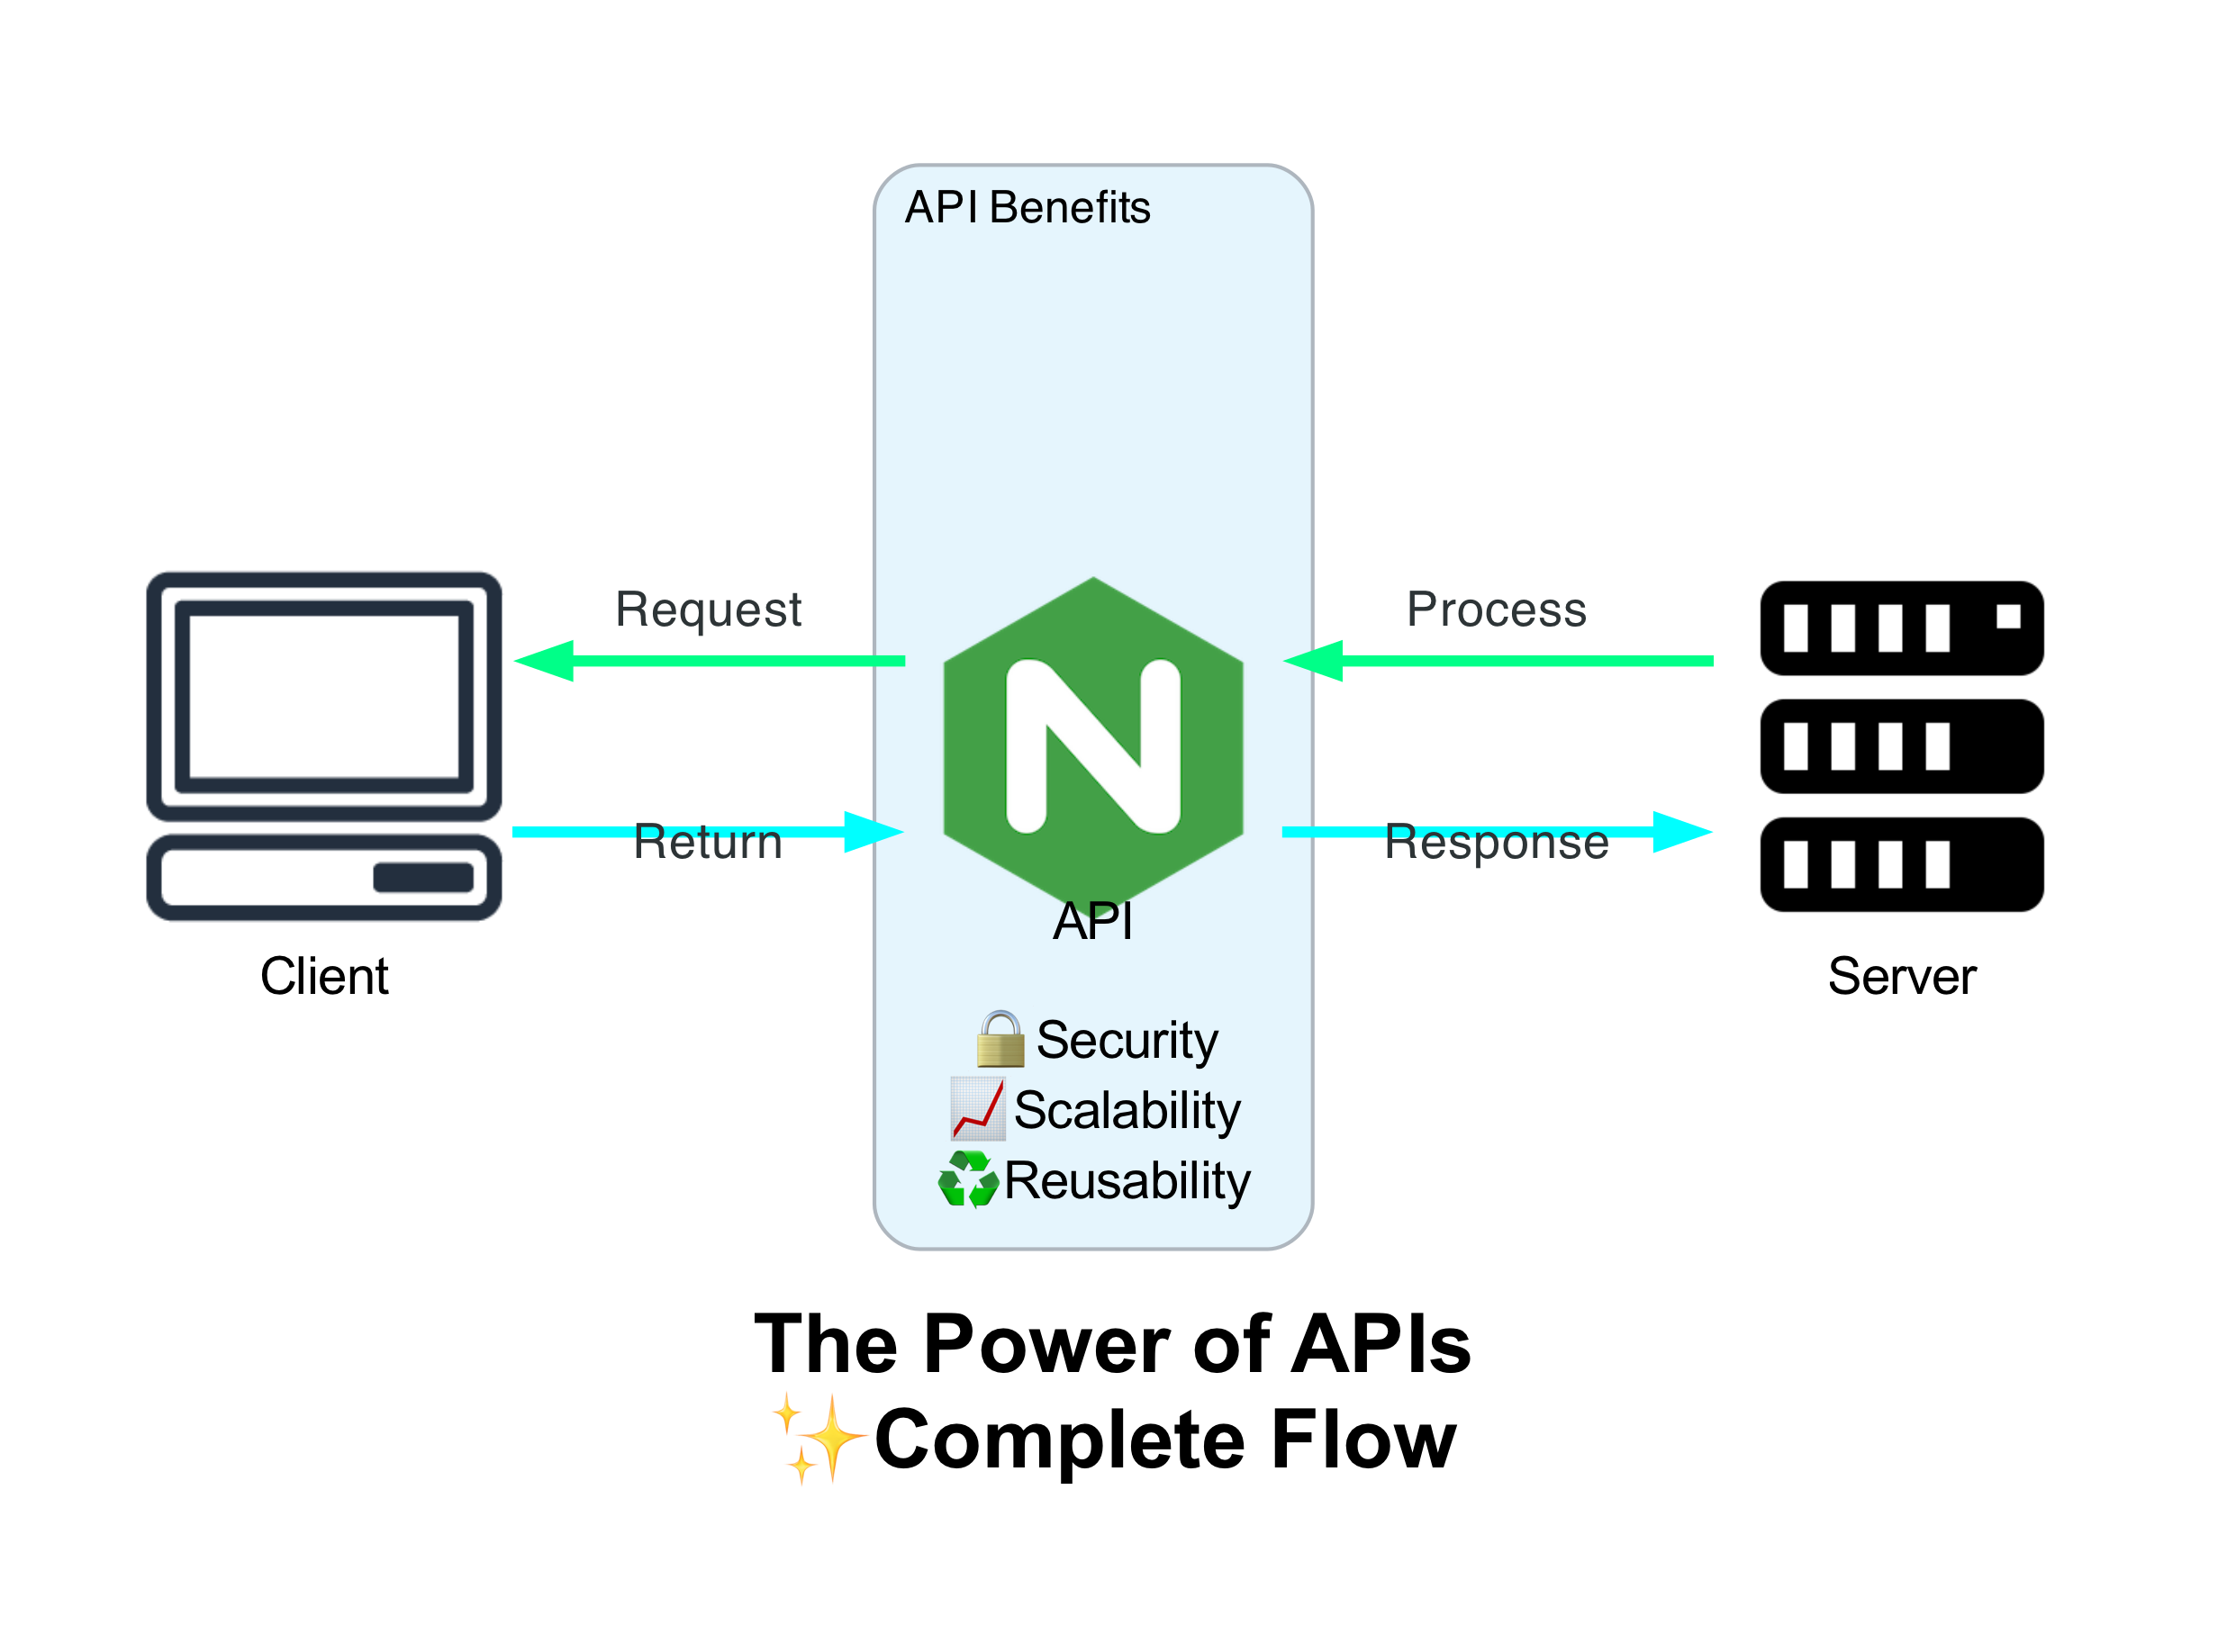 API Benefits
Request
Process
Return
Response
API
Client
Server
🔒 Security
📈 Scalability
♻️ Reusability
The Power of APIs
✨ Complete Flow